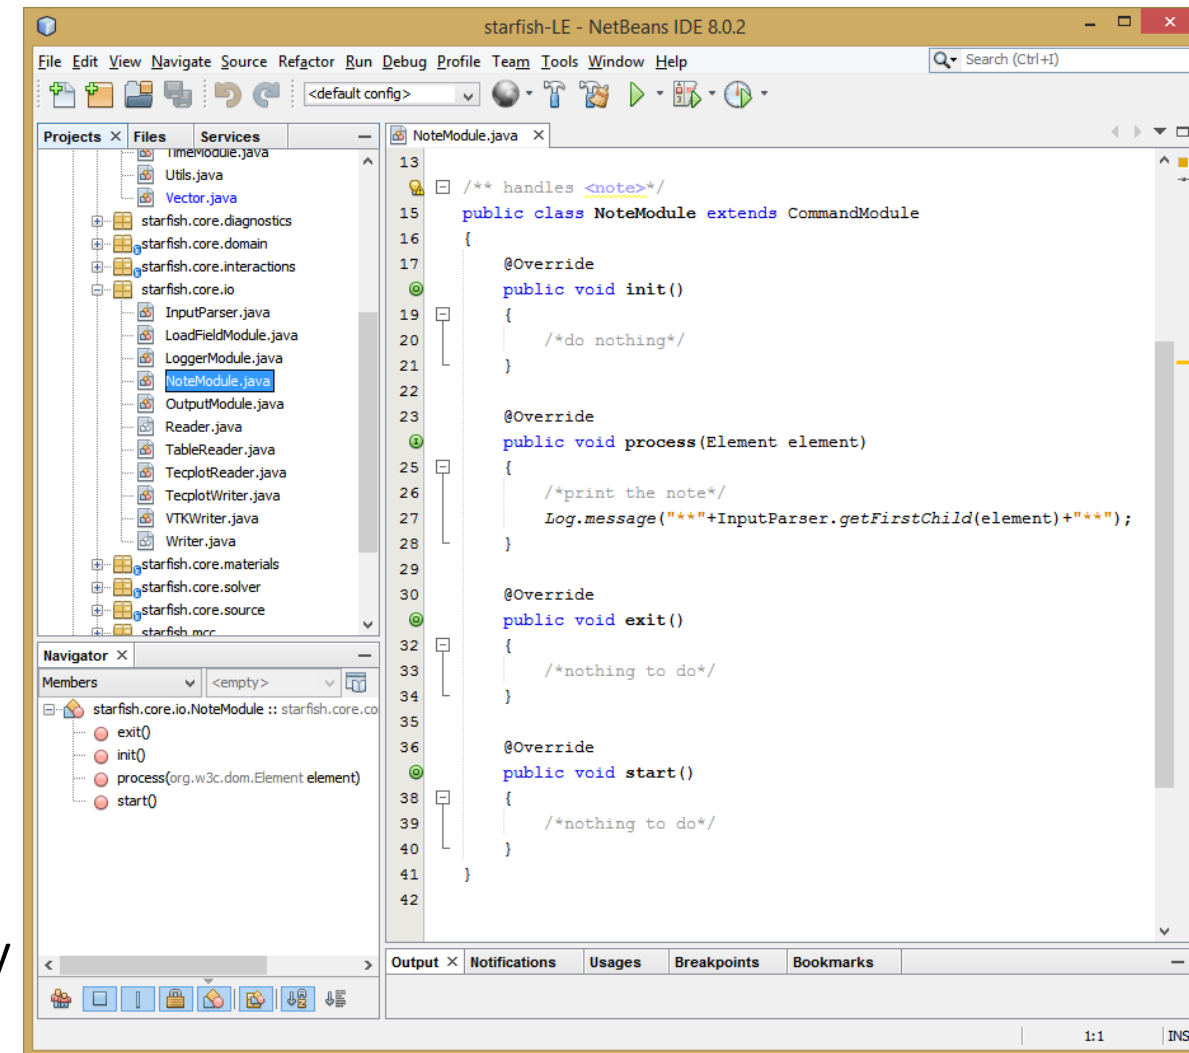 starfish-LE - NetBeans IDE 8.0.2
File Edit View Navigate Source Refactor Run Debug Profile Team Tools Window Help
Search (Ctrl+I)
<default config>
Projects Files Services
TimeModule.java
Utils.java
Vector.java
starfish.core.diagnostics
starfish.core.domain
starfish.core.interactions
starfish.core.io
InputParser.java
LoadFieldModule.java
LoggerModule.java
NoteModule.java
OutputModule.java
Reader.java
TableReader.java
TecplotReader.java
TecplotWriter.java
VTKWriter.java
Writer.java
starfish.core.materials
starfish.core.solver
starfish.core.source
starfish.mcc
Navigator
Members <empty>
starfish.core.io.NoteModule :: starfish.core.co
exit()
init()
process(org.w3c.dom.Element element)
start()
y
NoteModule.java
13
/** handles <note>*/
15 public class NoteModule extends CommandModule
16 {
17 @Override
public void init()
19 {
20 /*do nothing*/
21 }
22
23 @Override
public void process(Element element)
25 {
26 /*print the note*/
27 Log.message("**"+InputParser.getFirstChild(element)+"**");
28 }
29
30 @Override
public void exit()
32 {
33 /*nothing to do*/
34 }
35
36 @Override
public void start()
38 {
39 /*nothing to do*/
40 }
41 }
42
Output Notifications Usages Breakpoints Bookmarks
1:1 INS